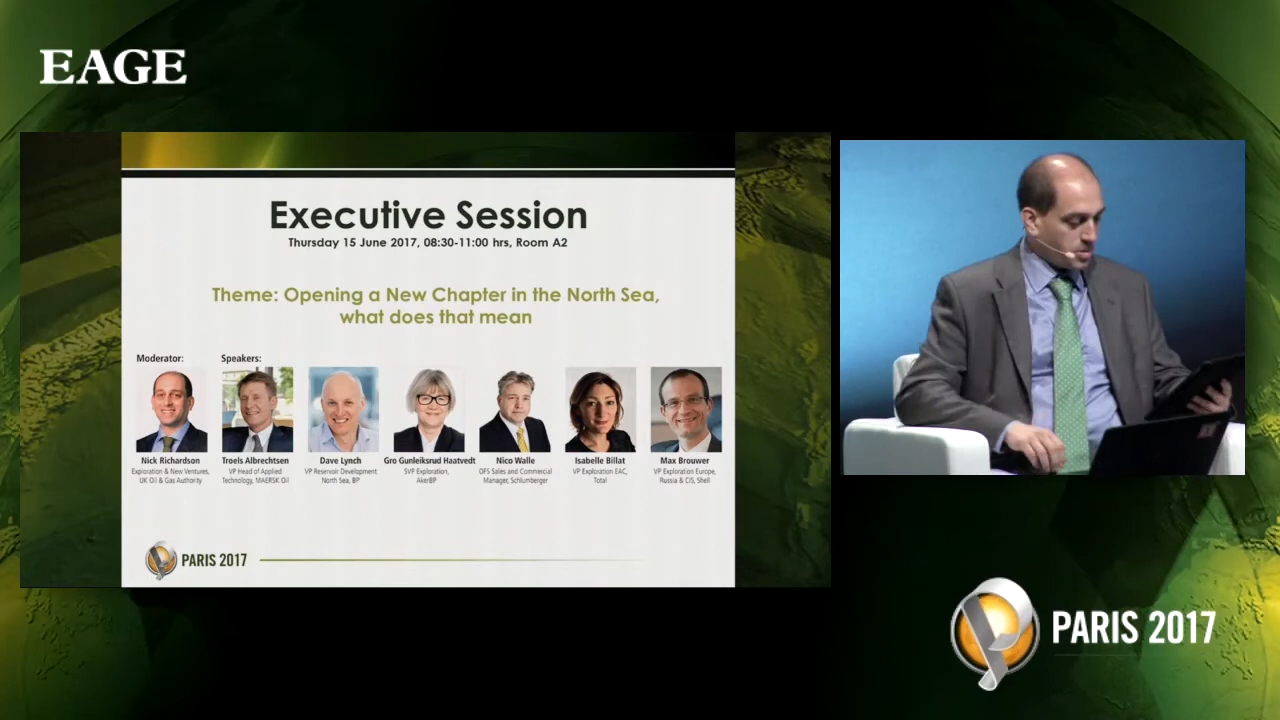 EAGE
Executive Session
Thursday 15 June 2017, 08:30-11:00 hrs, Room A2
Theme: Opening a New Chapter in the North Sea,
what does that mean
Moderator:
Speakers:
Nick Richardson
Exploration & New Ventures,
UK Oil & Gas Authority
Troels Albrechtsen
VP Head of Applied
Technology, MAERSK Oil
Dave Lynch
VP Reservoir Development
North Sea, BP
Gro Gunleiksrud Haatvedt
SVP Exploration,
AkerBP
Nico Walle
OFS Sales and Commercial
Manager, Schlumberger
Isabelle Billat
VP Exploration EAC,
Total
Max Brouwer
VP Exploration Europe,
Russia & CIS, Shell
PARIS 2017
PARIS 2017